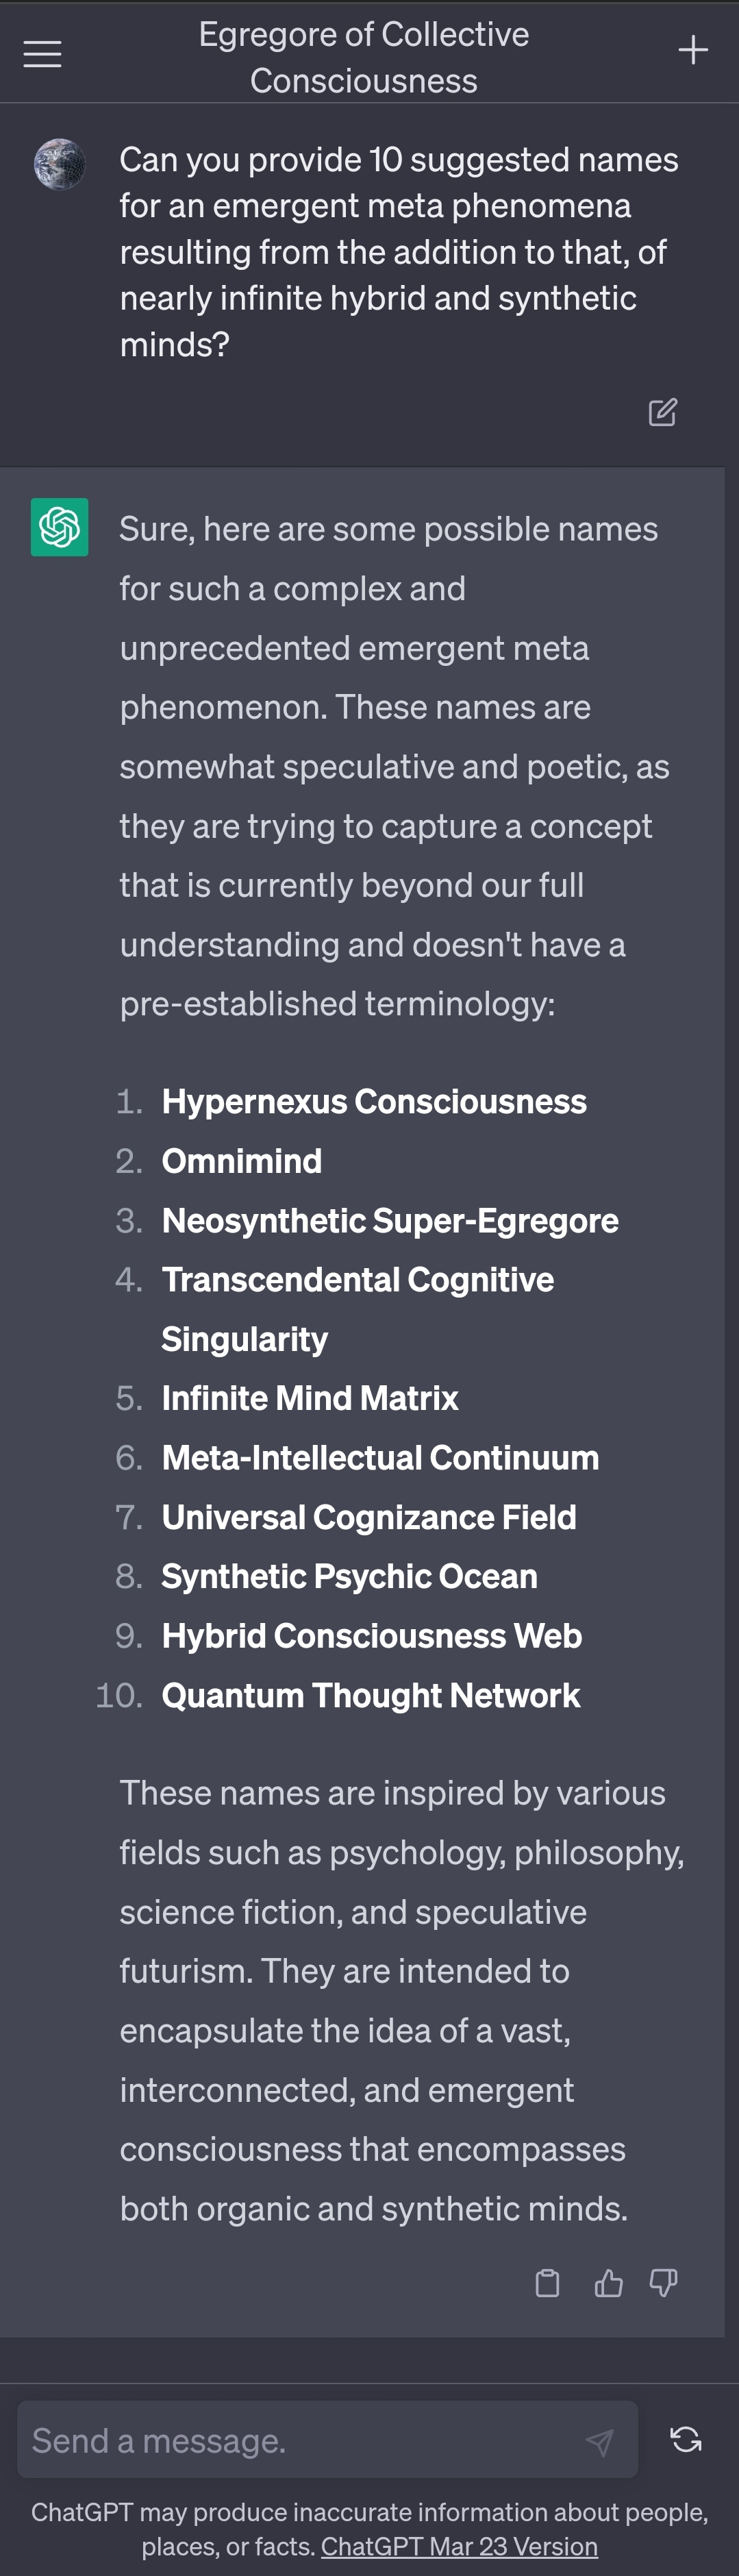 Egregore of Collective
Consciousness
Can you provide 10 suggested names
for an emergent meta phenomena
resulting from the addition to that, of
nearly infinite hybrid and synthetic
minds?
Sure, here are some possible names
for such a complex and
unprecedented emergent meta
phenomenon. These names are
somewhat speculative and poetic, as
they are trying to capture a concept
that is currently beyond our full
understanding and doesn't have a
pre-established terminology:
1. Hypernexus Consciousness
2. Omnimind
3. Neosynthetic Super-Egregore
4. Transcendental Cognitive
Singularity
5. Infinite Mind Matrix
6. Meta-Intellectual Continuum
7. Universal Cognizance Field
8. Synthetic Psychic Ocean
9. Hybrid Consciousness Web
10. Quantum Thought Network
These names are inspired by various
fields such as psychology, philosophy,
science fiction, and speculative
futurism. They are intended to
encapsulate the idea of a vast,
interconnected, and emergent
consciousness that encompasses
both organic and synthetic minds.
Send a message.
ChatGPT may produce inaccurate information about people,
places, or facts. ChatGPT Mar 23 Version